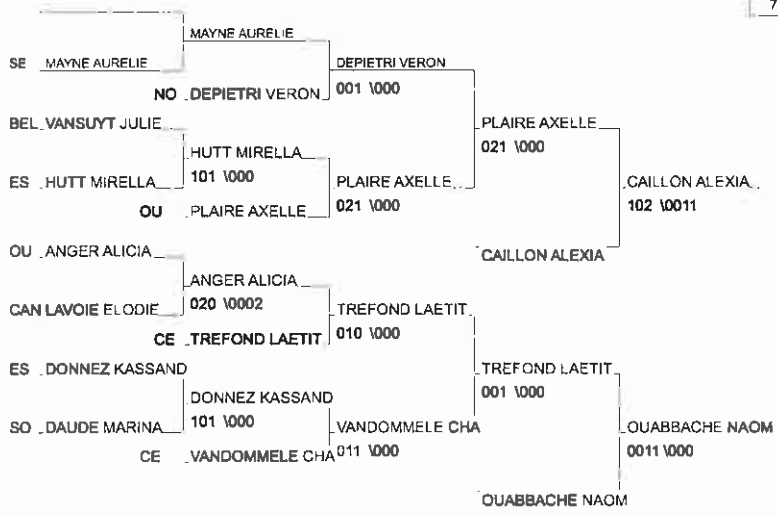 7
MAYNE AURELIE
SE MAYNE AURELIE
DEPIETRI VERON
001 \000
NO DEPIETRI VERON
BEL VANSUYT JULIE
PLAIRE AXELLE
021 \000
HUTT MIRELLA
101 \000
ES HUTT MIRELLA
PLAIRE AXELLE
021 \000
CAILLON ALEXIA
102 \0011
OU PLAIRE AXELLE
OU ANGER ALICIA
CAILLON ALEXIA
ANGER ALICIA
020 \0002
CAN LAVOIE ELODIE
TREFOND LAETIT
010 \000
CE TREFOND LAETIT
ES DONNEZ KASSAND
TREFOND LAETIT
001 \000
DONNEZ KASSAND
101 \000
SO DAUDE MARINA
VANDOMMELE CHA
011 \000
OUABBACHE NAOM
0011 \000
CE VANDOMMELE CHA
OUABBACHE NAOM